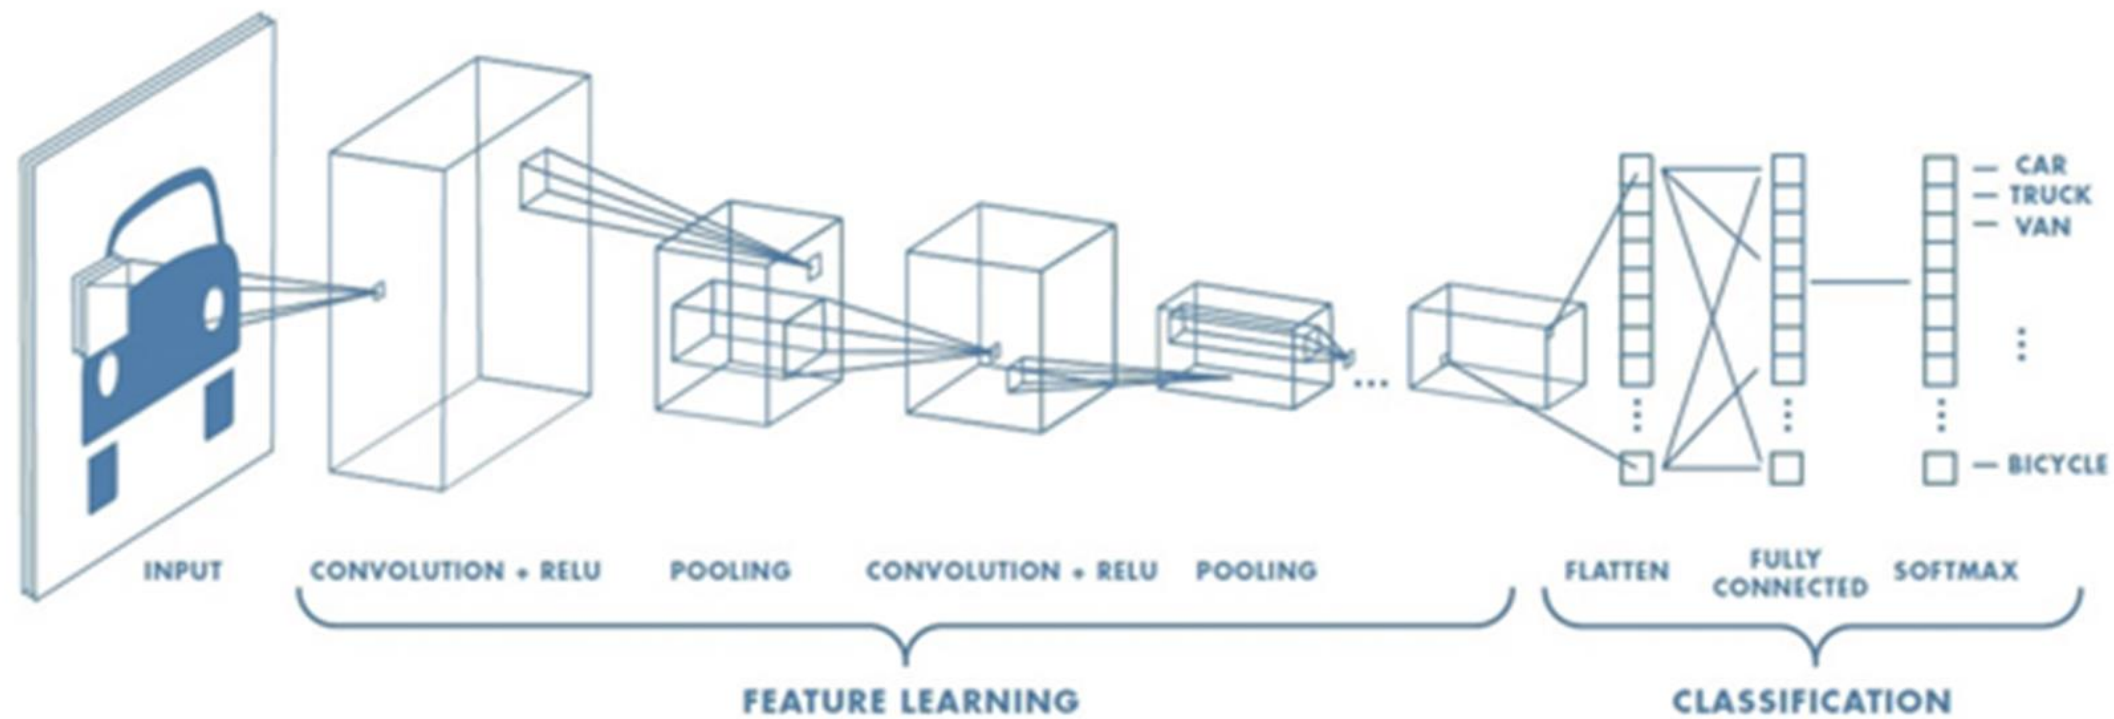 CAR
TRUCK
VAN
BICYCLE
INPUT
CONVOLUTION + RELU
POOLING
CONVOLUTION + RELU
POOLING
FLATTEN
FULLY
CONNECTED
SOFTMAX
FEATURE LEARNING
CLASSIFICATION